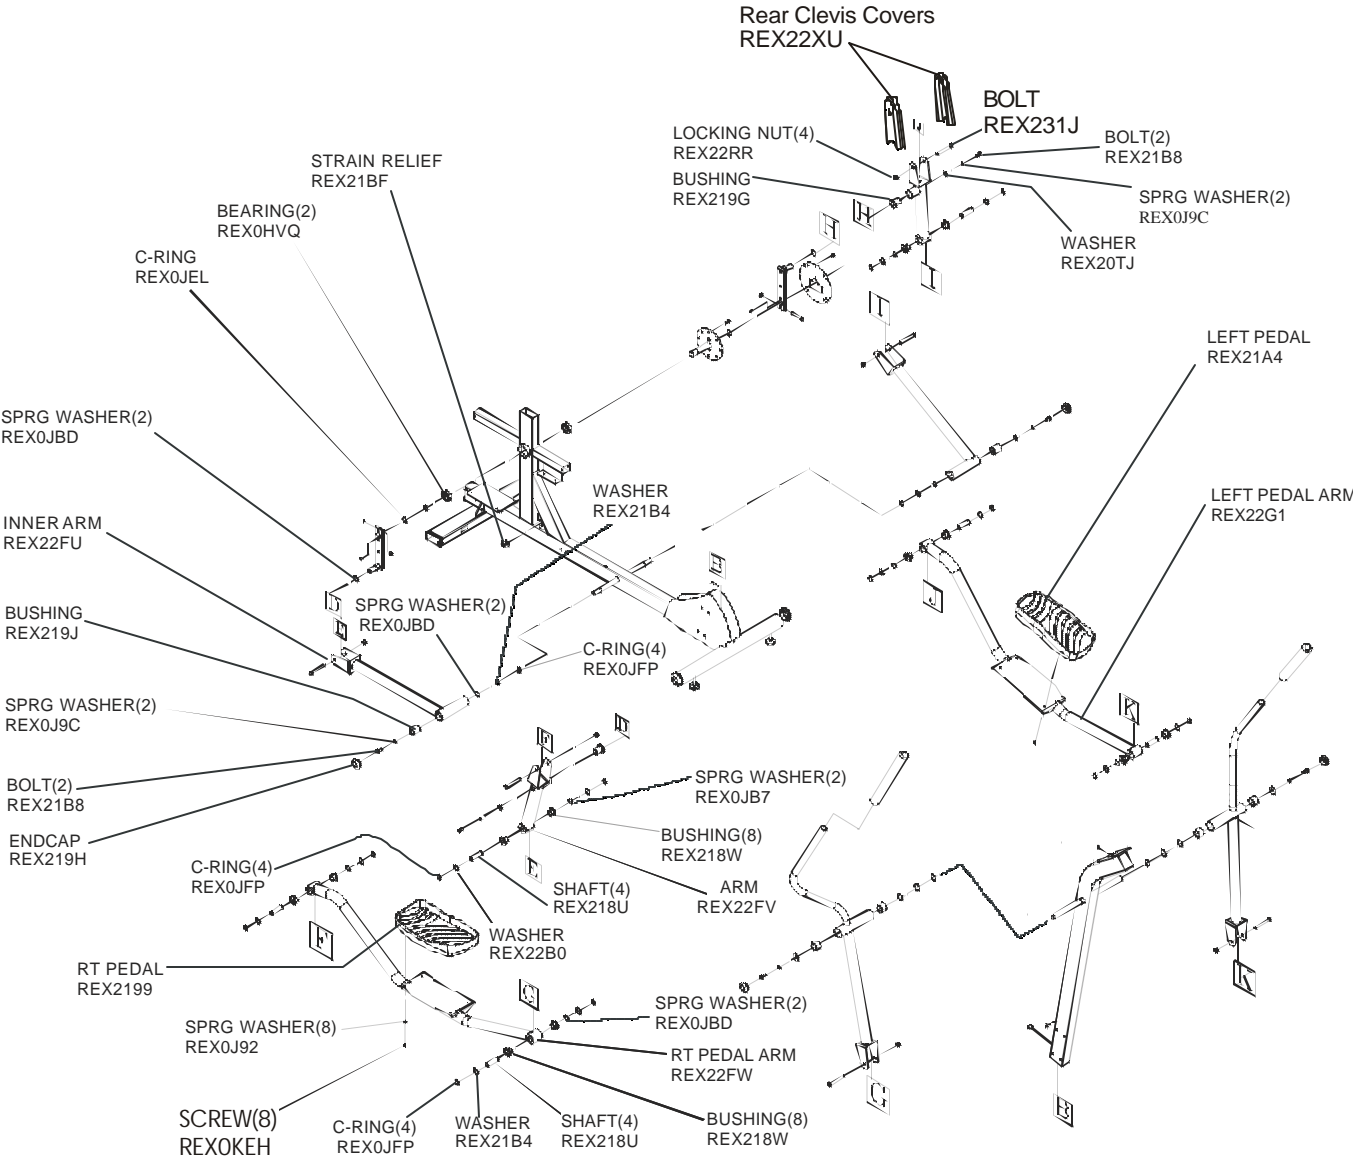 Rear Clevis Covers
REX22XU
BOLT
REX231J
LOCKING NUT(4)
REX22RR
BOLT(2)
REX21B8
BUSHING
REX219G
SPRG WASHER(2)
REX0J9C
WASHER
REX20TJ
STRAIN RELIEF
REX21BF
BEARING(2)
REX0HVQ
C-RING
REX0JEL
H
H
I
I
LEFT PEDAL
REX21A4
SPRG WASHER(2)
REX0JBD
WASHER
REX21B4
LEFT PEDAL ARM
REX22G1
INNER ARM
REX22FU
B
D
J
J
BUSHING
REX219J
SPRG WASHER(2)
REX0JBD
C-RING(4)
REX0JFP
SPRG WASHER(2)
REX0J9C
K
E
D
BOLT(2)
REX21B8
SPRG WASHER(2)
REX0JB7
ENDCAP
REX219H
BUSHING(8)
REX218W
C-RING(4)
REX0JFP
E
SHAFT(4)
REX218U
ARM
REX22FV
WASHER
REX22B0
F
RT PEDAL
REX2199
G
K
SPRG WASHER(2)
REX0JBD
SPRG WASHER(8)
REX0J92
RT PEDAL ARM
REX22FW
G
B
SCREW(8)
REX0KEH
C-RING(4)
REX0JFP
WASHER
REX21B4
SHAFT(4)
REX218U
BUSHING(8)
REX218W